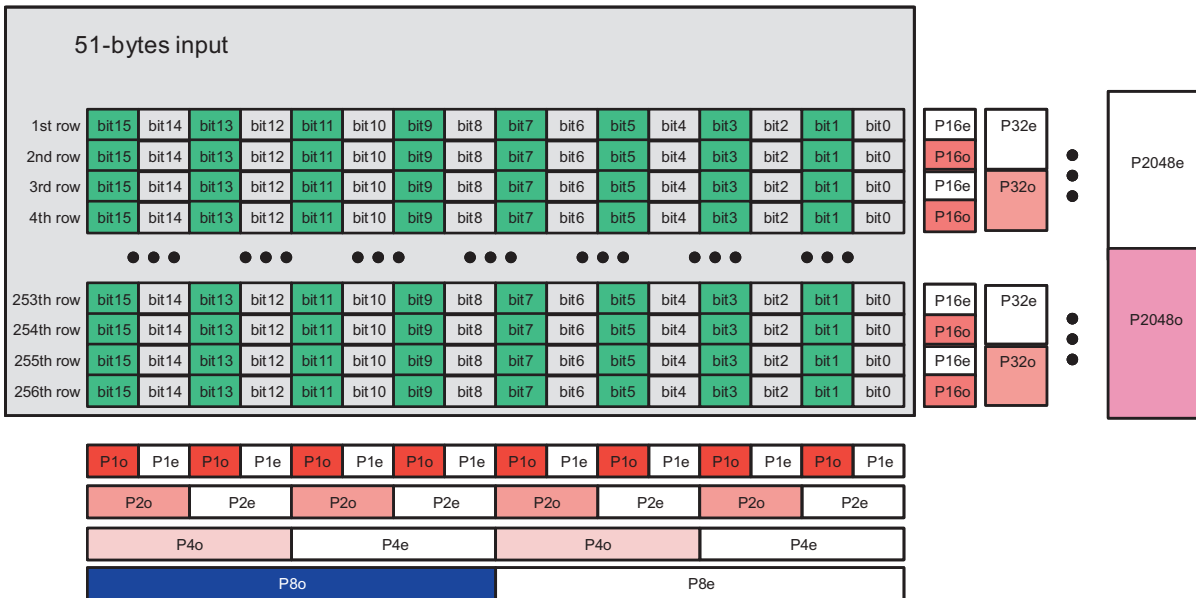 51-bytes input
1st row bit15 bit14 bit13 bit12 bit11 bit10 bit9 bit8 bit7 bit6 bit5 bit4 bit3 bit2 bit1 bit0 P16e P32e
2nd row bit15 bit14 bit13 bit12 bit11 bit10 bit9 bit8 bit7 bit6 bit5 bit4 bit3 bit2 bit1 bit0 P16o P2048e
3rd row bit15 bit14 bit13 bit12 bit11 bit10 bit9 bit8 bit7 bit6 bit5 bit4 bit3 bit2 bit1 bit0 P16e P32o
4th row bit15 bit14 bit13 bit12 bit11 bit10 bit9 bit8 bit7 bit6 bit5 bit4 bit3 bit2 bit1 bit0 P16o
253th row bit15 bit14 bit13 bit12 bit11 bit10 bit9 bit8 bit7 bit6 bit5 bit4 bit3 bit2 bit1 bit0 P16e P32e
254th row bit15 bit14 bit13 bit12 bit11 bit10 bit9 bit8 bit7 bit6 bit5 bit4 bit3 bit2 bit1 bit0 P16o P2048o
255th row bit15 bit14 bit13 bit12 bit11 bit10 bit9 bit8 bit7 bit6 bit5 bit4 bit3 bit2 bit1 bit0 P16e P32o
256th row bit15 bit14 bit13 bit12 bit11 bit10 bit9 bit8 bit7 bit6 bit5 bit4 bit3 bit2 bit1 bit0 P16o
P1o P1e P1o P1e P1o P1e P1o P1e P1o P1e P1o P1e P1o P1e P1o P1e
P2o P2e P2o P2e P2o P2e P2o P2e
P4o P4e P4o P4e
P8o P8e